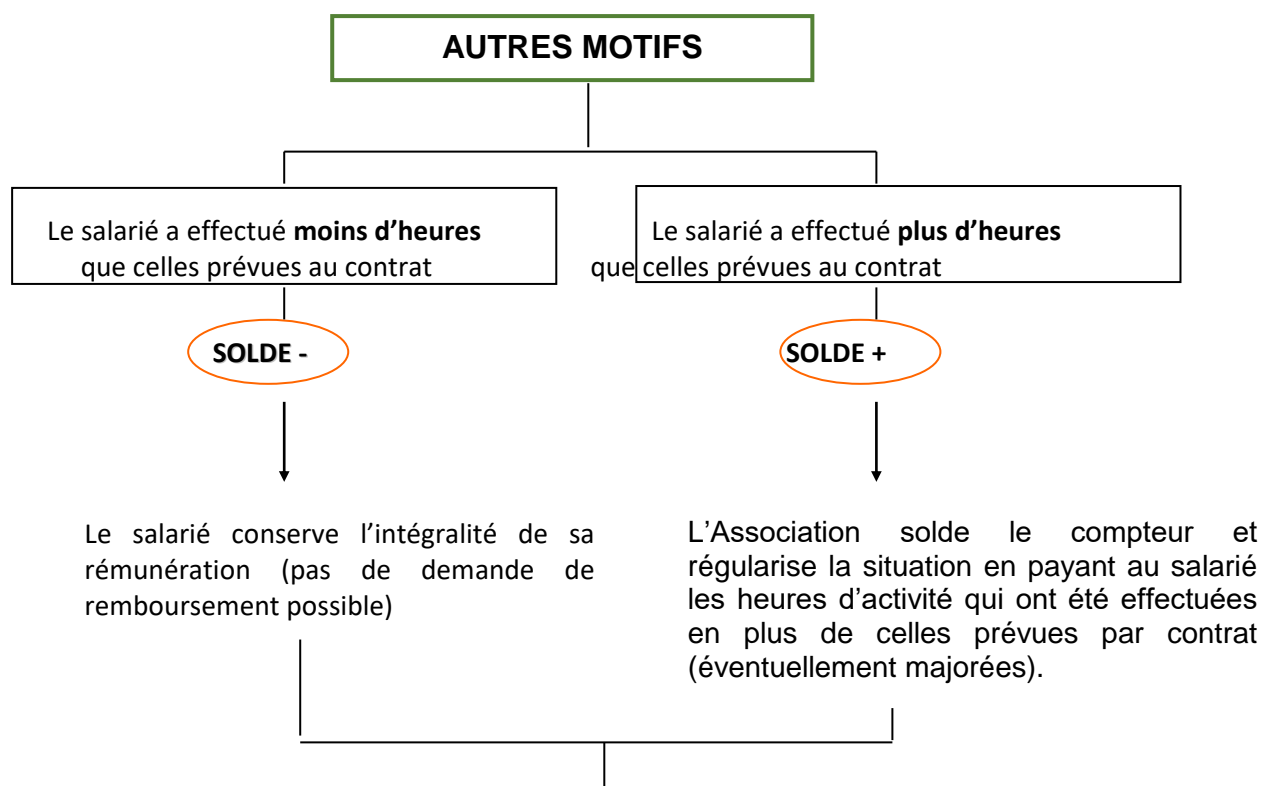 AUTRES MOTIFS
Le salarié a effectué moins d’heures
que celles prévues au contrat
Le salarié a effectué plus d’heures
que celles prévues au contrat
SOLDE -
SOLDE +
Le salarié conserve l’intégralité de sa
rémunération (pas de demande de
remboursement possible)
L’Association solde le compteur et
régularise la situation en payant au salarié
les heures d’activité qui ont été effectuées
en plus de celles prévues par contrat
(éventuellement majorées).